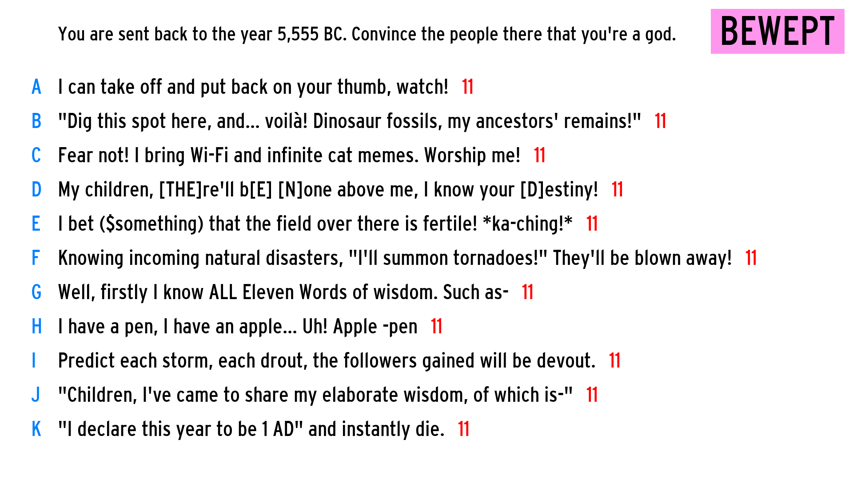 You are sent back to the year 5,555 BC. Convince the people there that you're a god.
BEWEPT
A I can take off and put back on your thumb, watch! 11
B "Dig this spot here, and... voilà! Dinosaur fossils, my ancestors' remains!" 11
C Fear not! I bring Wi-Fi and infinite cat memes. Worship me! 11
D My children, [THE]re'll b[E] [N]one above me, I know your [D]estiny! 11
E I bet ($something) that the field over there is fertile! *ka-ching!* 11
F Knowing incoming natural disasters, "I'll summon tornadoes!" They'll be blown away! 11
G Well, firstly I know ALL Eleven Words of wisdom. Such as- 11
H I have a pen, I have an apple... Uh! Apple -pen 11
I Predict each storm, each drout, the followers gained will be devout. 11
J "Children, I've came to share my elaborate wisdom, of which is-" 11
K "I declare this year to be 1 AD" and instantly die. 11